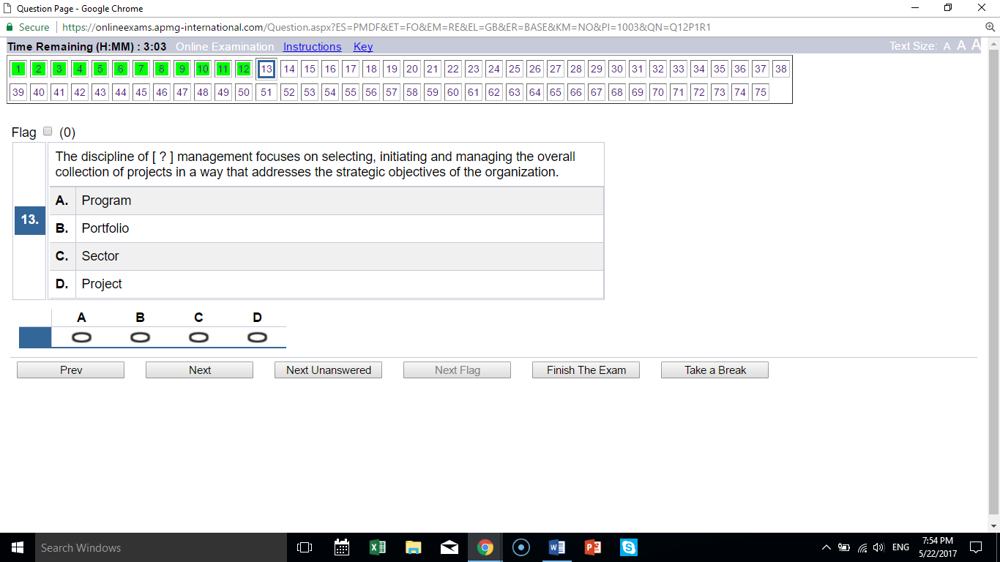 Question Page - Google Chrome
Secure https://onlineexams.apmg-international.com/Question.aspx?ES=PMDF&ET=FO&EM=RE&EL=GB&ER=BASE&KM=NO&PI=1003&QN=Q12P1R1
Time Remaining (H:MM) : 3:03 Online Examination Instructions Key Text Size: A A A
1 2 3 4 5 6 7 8 9 10 11 12 13 14 15 16 17 18 19 20 21 22 23 24 25 26 27 28 29 30 31 32 33 34 35 36 37 38
39 40 41 42 43 44 45 46 47 48 49 50 51 52 53 54 55 56 57 58 59 60 61 62 63 64 65 66 67 68 69 70 71 72 73 74 75
Flag (0)
13.
The discipline of [ ? ] management focuses on selecting, initiating and managing the overall
collection of projects in a way that addresses the strategic objectives of the organization.
A. Program
B. Portfolio
C. Sector
D. Project
A B C D
Prev Next Next Unanswered Next Flag Finish The Exam Take a Break
Search Windows
ENG
7:54 PM
5/22/2017